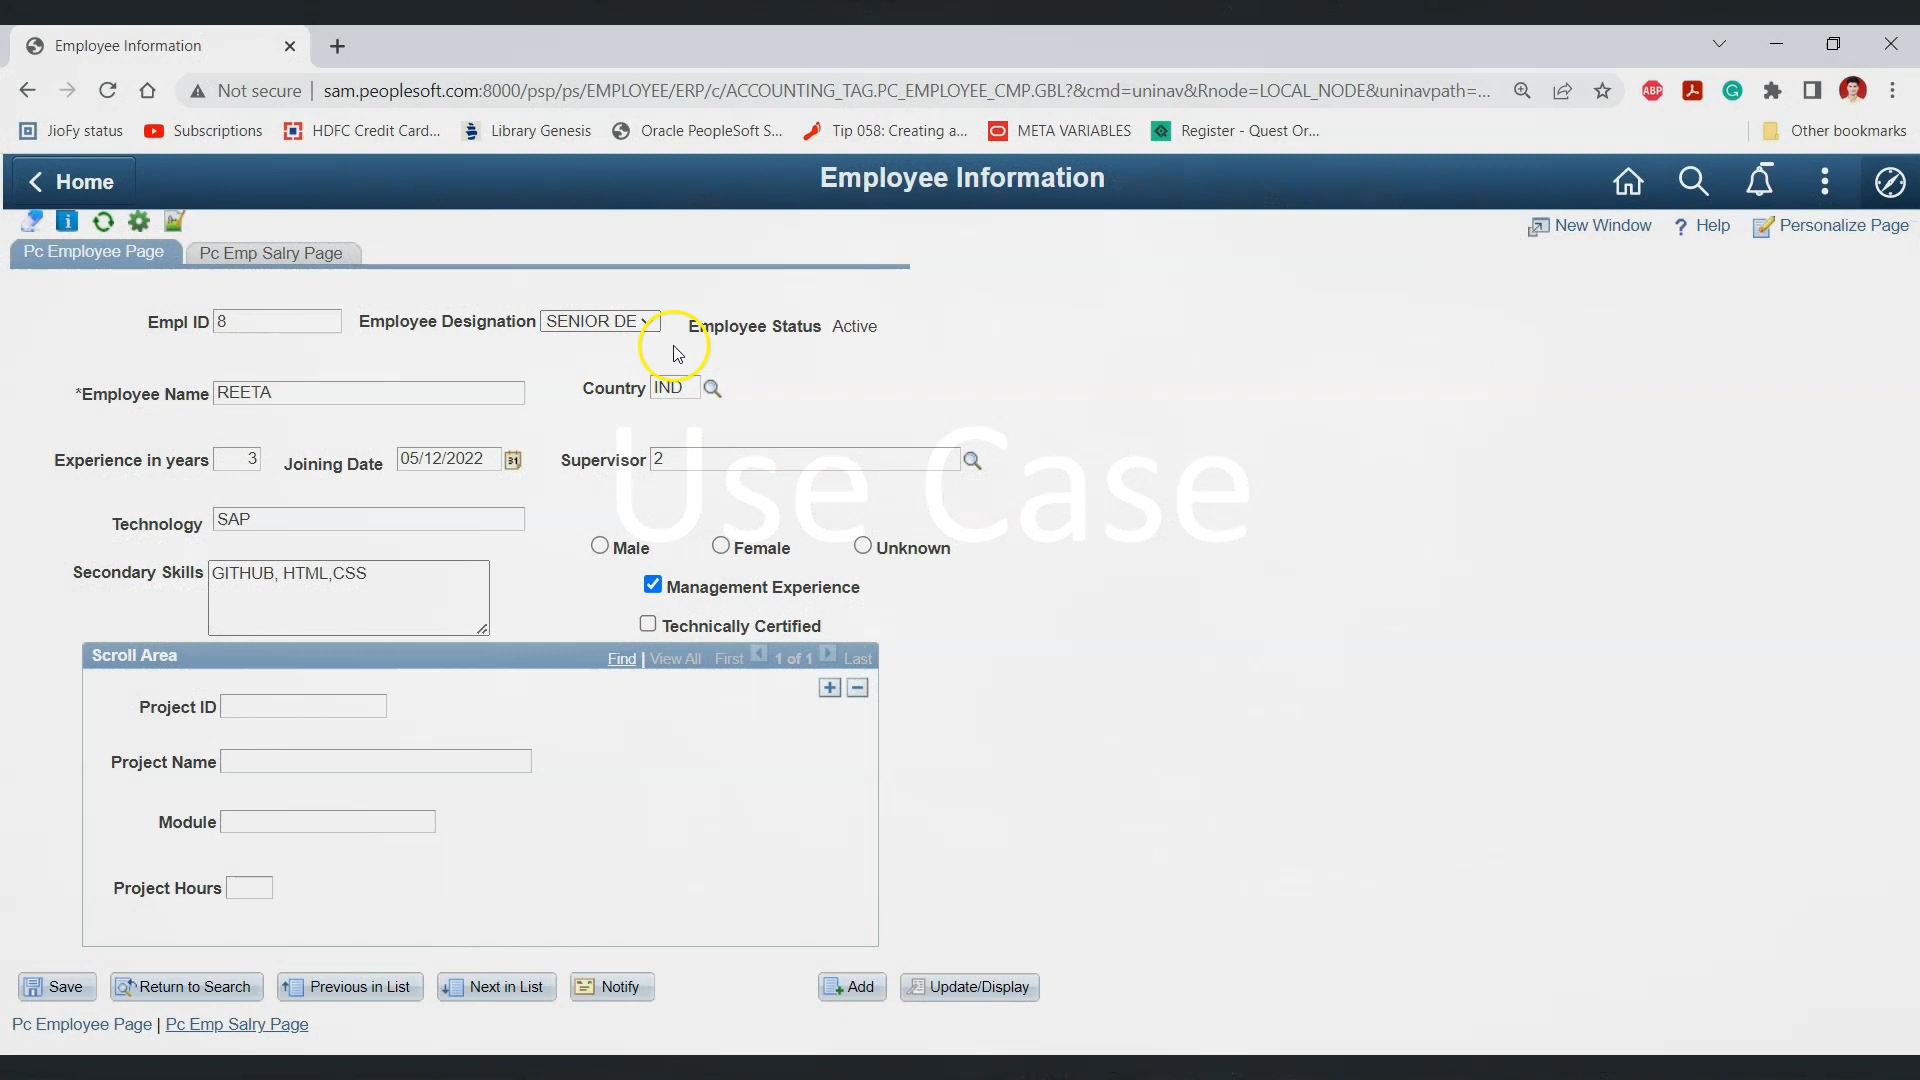 Employee Information
Not secure | sam.peoplesoft.com:8000/psp/ps/EMPLOYEE/ERP/c/ACCOUNTING_TAG.PC_EMPLOYEE_CMP.GBL?&cmd=uninav&Rnode=LOCAL_NODE&uninavpath=...
ABP
JioFy status Subscriptions HDFC Credit Card... Library Genesis Oracle PeopleSoft S... Tip 058: Creating a... META VARIABLES Register - Quest Or... Other bookmarks
Home Employee Information
New Window ? Help Personalize Page
Pc Employee Page Pc Emp Salry Page
Empl ID 8 Employee Designation SENIOR DE Employee Status Active
*Employee Name REETA Country IND
Use Case
Experience in years 3 Joining Date 05/12/2022 31 Supervisor 2
Technology SAP
Male Female Unknown
Secondary Skills GITHUB, HTML,CSS
Management Experience
Technically Certified
Scroll Area Find | View All First 1 of 1 Last
Project ID
Project Name
Module
Project Hours
Save Return to Search Previous in List Next in List Notify Add Update/Display
Pc Employee Page | Pc Emp Salry Page